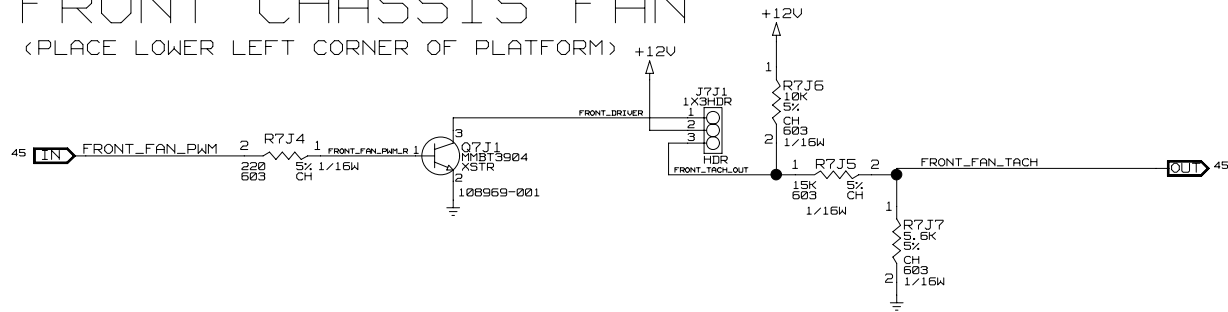 FRONT CHASSIS FAN
(PLACE LOWER LEFT CORNER OF PLATFORM)
+12V
+12V
45 IN FRONT_FAN_PWM
2 R7J4 1
220 5%
603 CH
1/16W
FRONT_FAN_PWM_R 1
3
Q7J1
MMBT3904
XSTR
2
108969-001
FRONT_DRIVER
J7J1
1X3HDR
1
2
3
HDR
FRONT_TACH_OUT
1
R7J6
10K
5%
CH
603
2 1/16W
1 R7J5 2
15K 5%
603 CH
1/16W
FRONT_FAN_TACH
OUT 45
1
R7J7
5.6K
5%
CH
603
2 1/16W